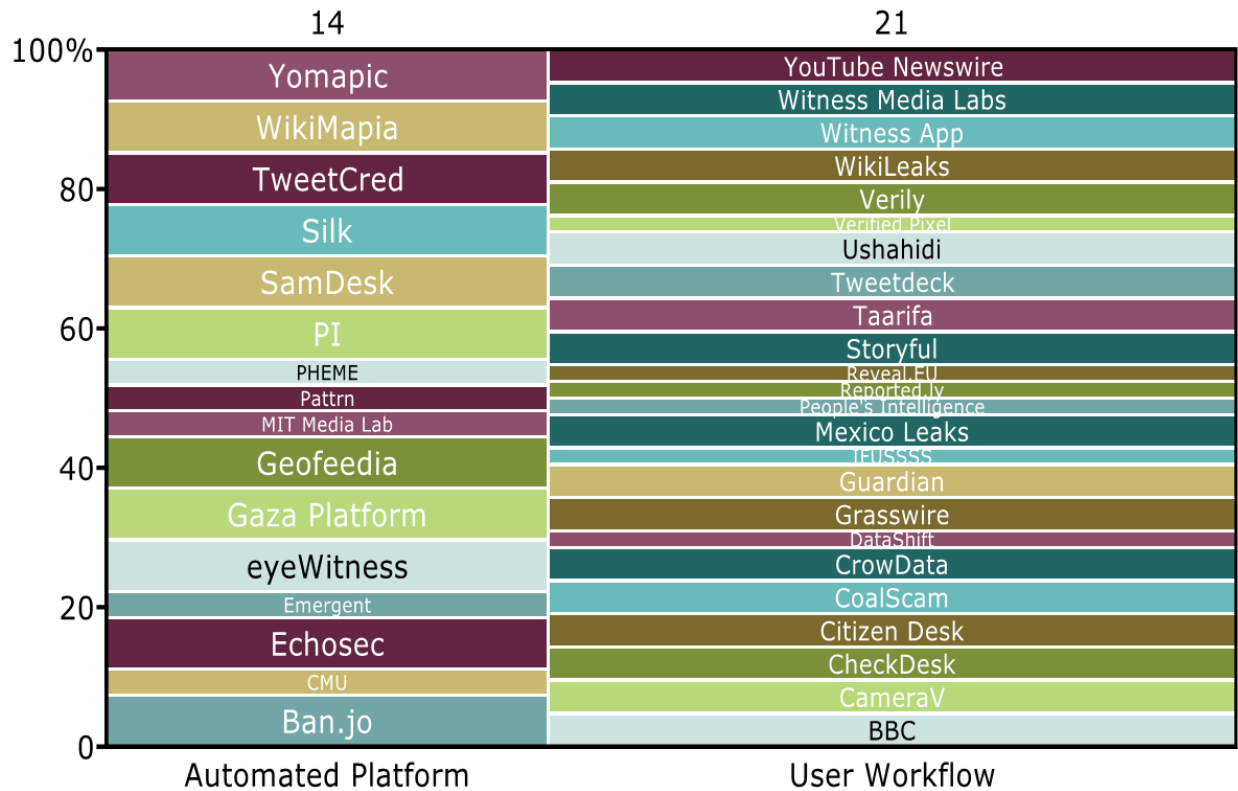 14
21
100%
80
60
40
20
0
Yomapic
WikiMapia
TweetCred
Silk
SamDesk
PI
PHEME
Pattrn
MIT Media Lab
Geofeedia
Gaza Platform
eyeWitness
Emergent
Echosec
CMU
Ban.jo
YouTube Newswire
Witness Media Labs
Witness App
WikiLeaks
Verily
Verified Pixel
Ushahidi
Tweetdeck
Taarifa
Storyful
Reveal.EU
Reported.ly
People's Intelligence
Mexico Leaks
Guardian
Grasswire
DataShift
CrowData
CoalScam
Citizen Desk
CheckDesk
CameraV
BBC
Automated Platform
User Workflow